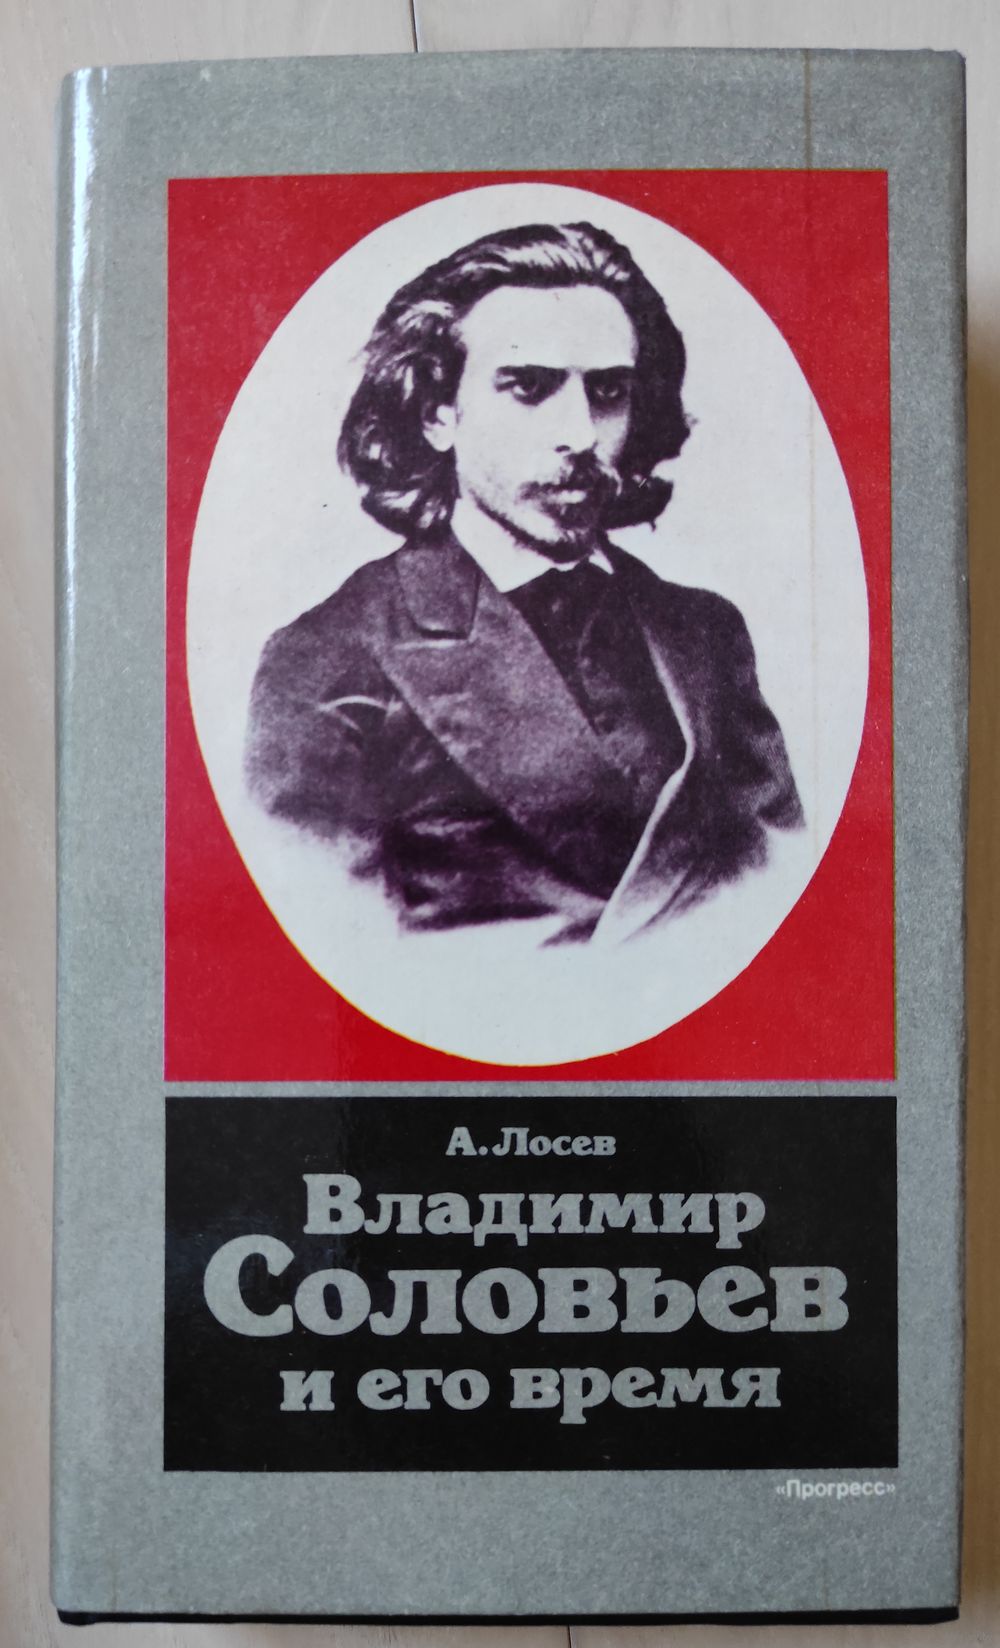 А. Лосев
Владимир
Соловьев
и его время
«Прогресс»